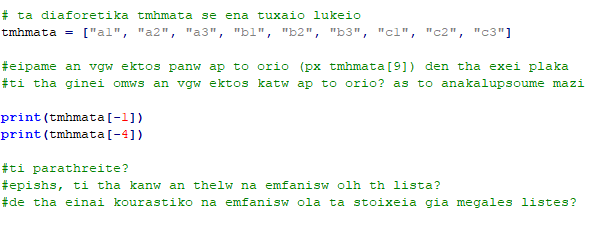 # ta diaforetika tmhmata se ena tuxaio lukeio
tmhmata = ["a1", "a2", "a3", "b1", "b2", "b3", "c1", "c2", "c3"]
#eipame an vgw ektos panw ap to orio (px tmhmata[9]) den tha exei plaka
#ti tha ginei omws an vgw ektos katw ap to orio? as to anakalupsoume mazi
print(tmhmata[-1])
print(tmhmata[-4])
#ti parathreite?
#epishs, ti tha kanw an thelw na emfanisw olh th lista?
#de tha einai kourastiko na emfanisw ola ta stoixeia gia megales listes?